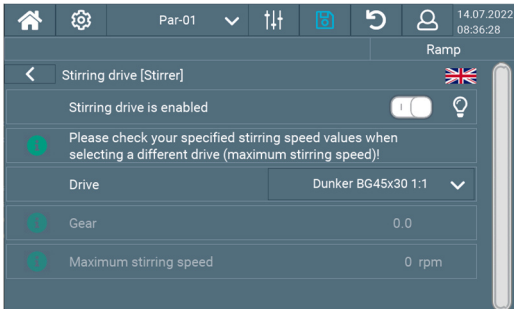 Par-01
14.07.2022
08:36:28
Ramp
Stirring drive [Stirrer]
Stirring drive is enabled
Please check your specified stirring speed values when
selecting a different drive (maximum stirring speed)!
Drive Dunker BG45x30 1:1
Gear 0.0
Maximum stirring speed 0 rpm